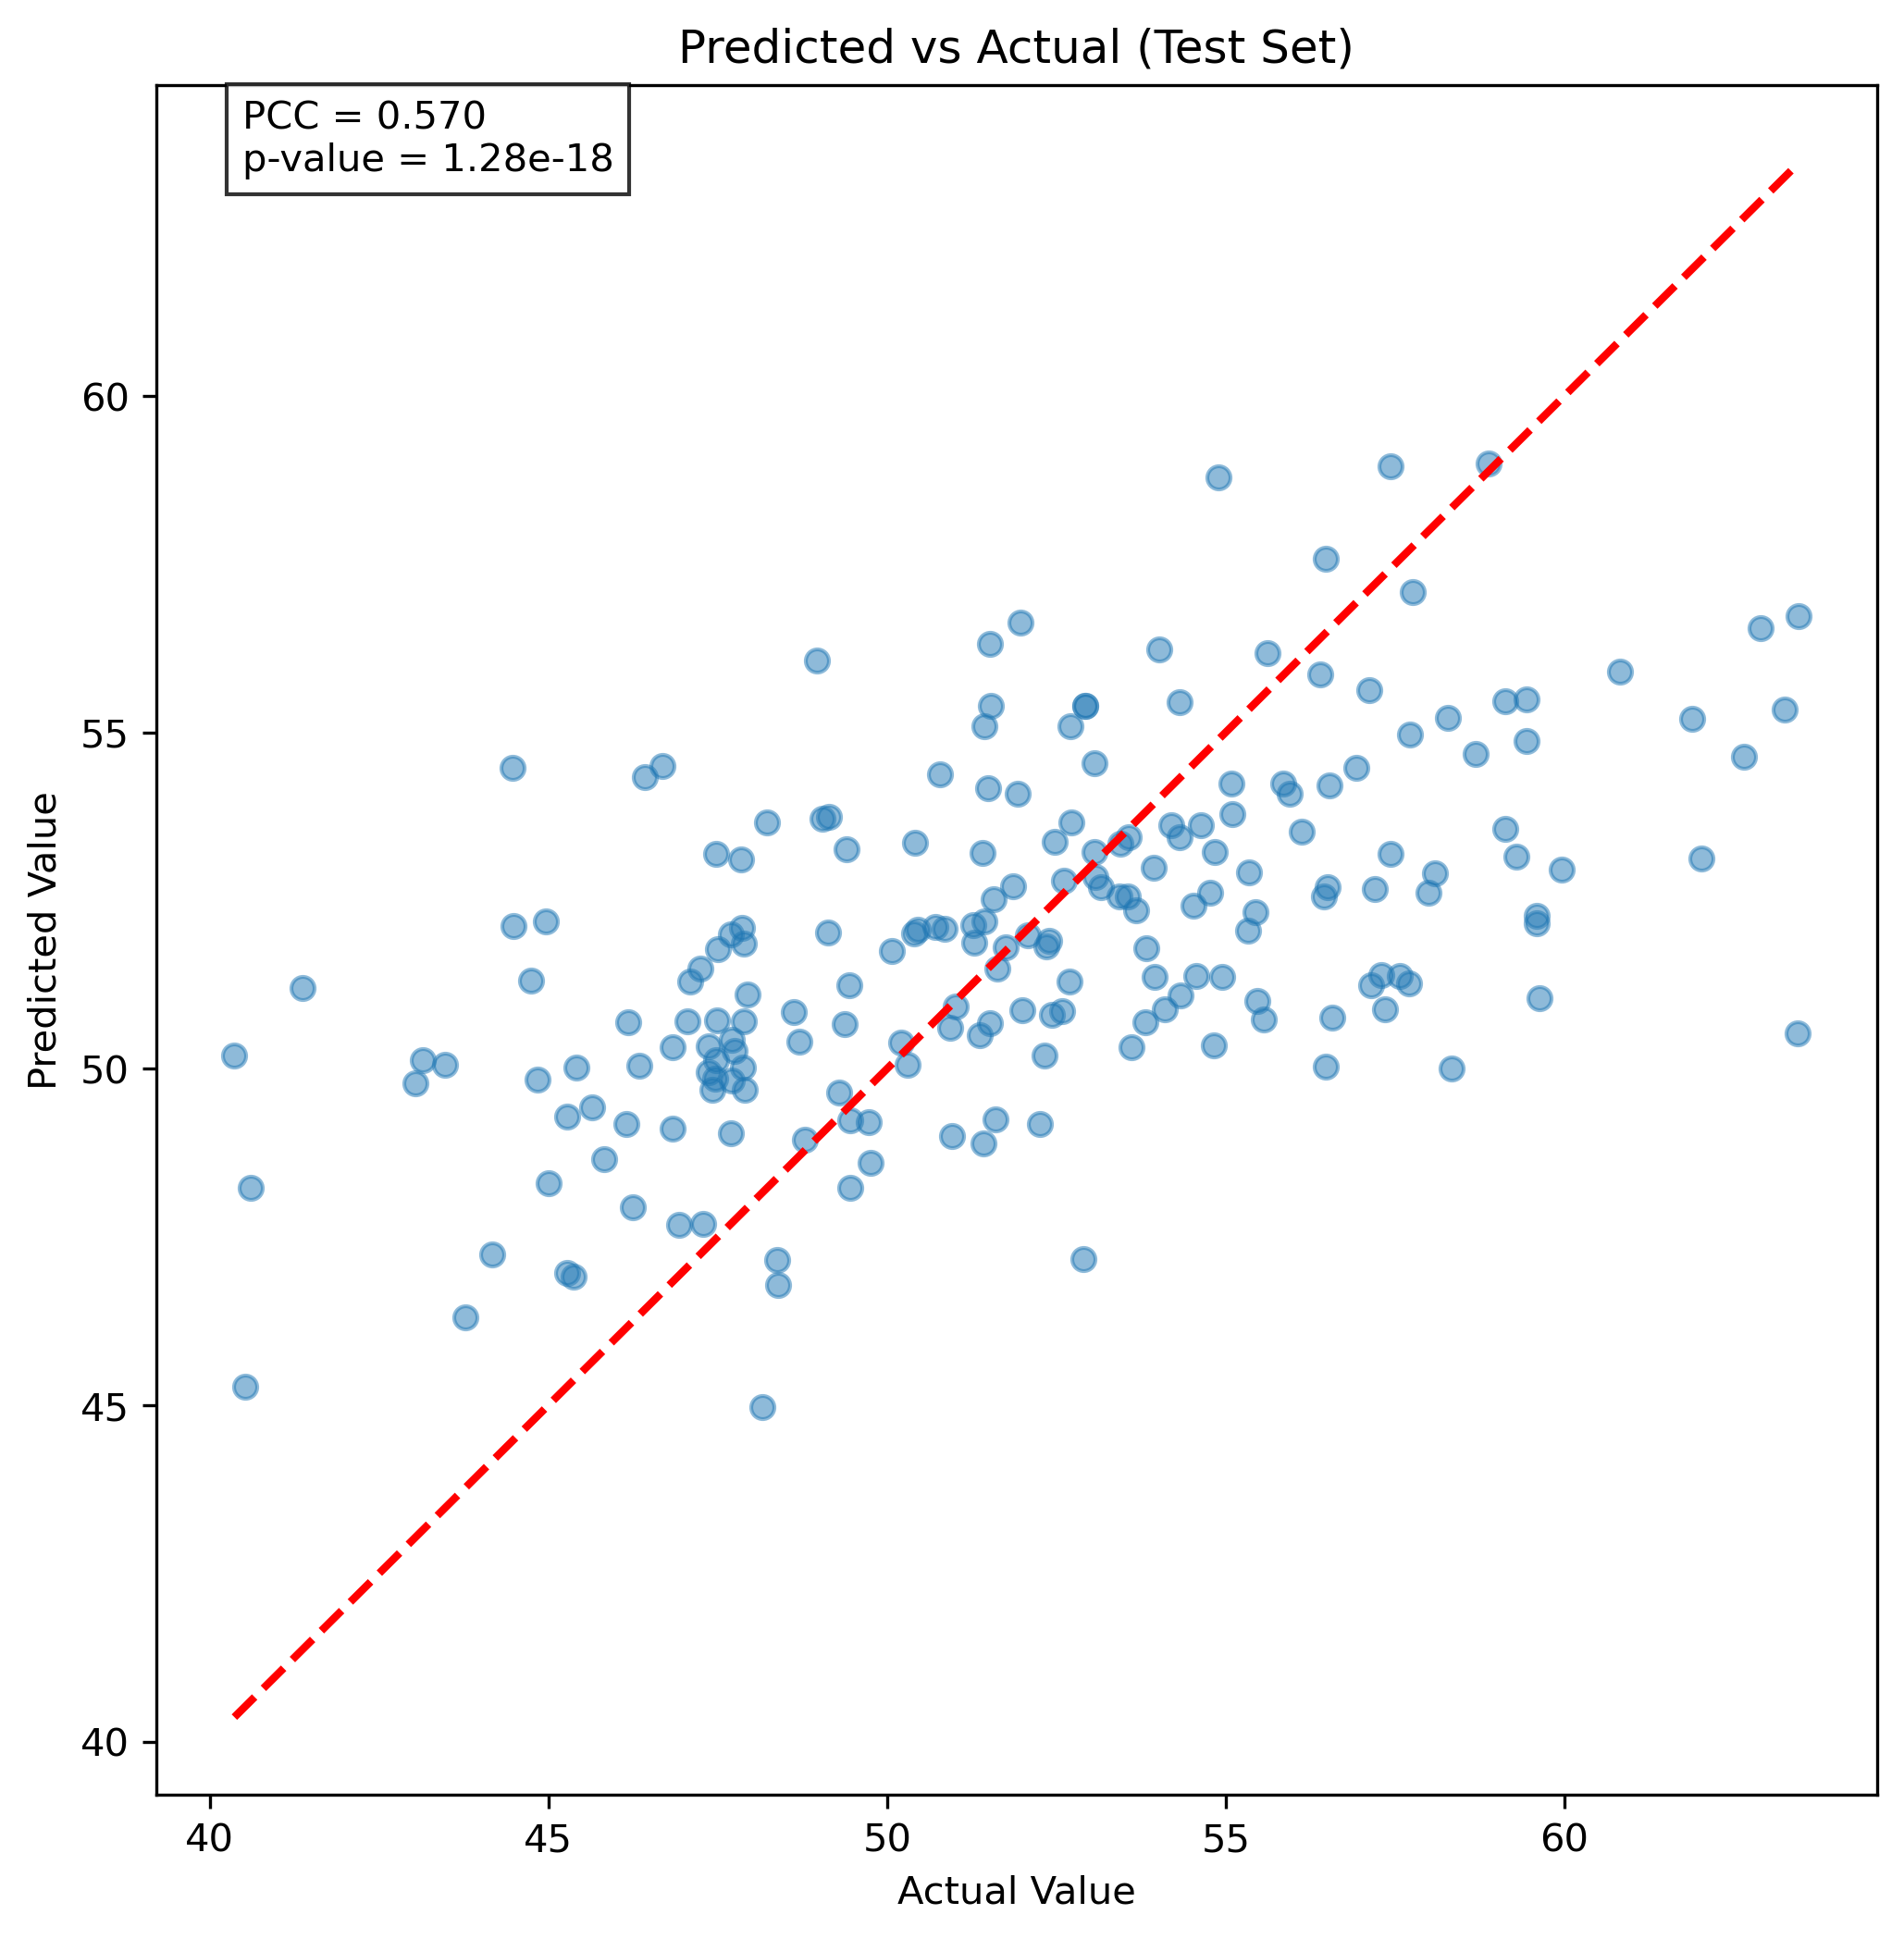 Predicted vs Actual (Test Set)
PCC = 0.570
p-value = 1.28e-18
Predicted Value
60
55
50
45
40
40
45
50
55
60
Actual Value